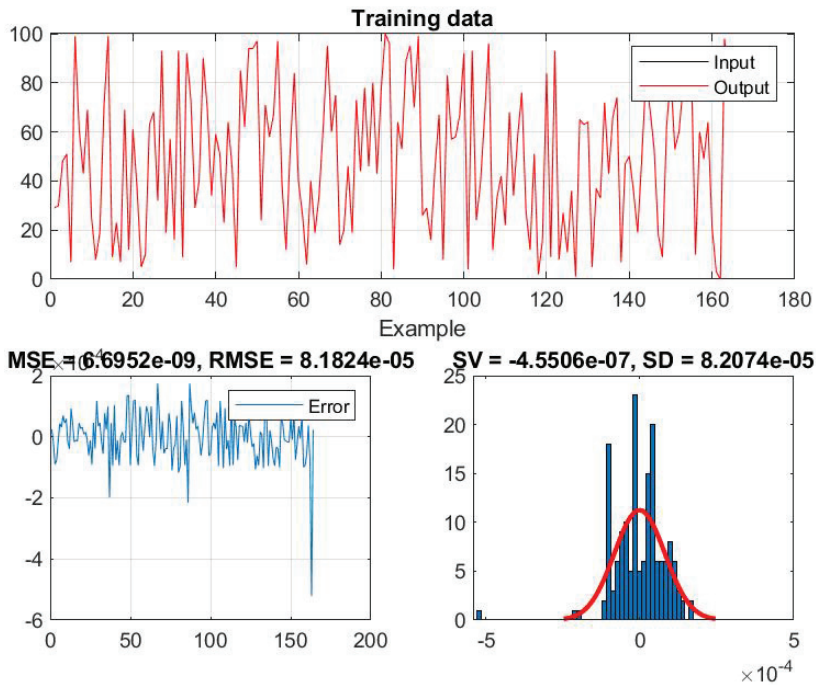 Training data
100
80
60
40
20
0
Input
Output
0 20 40 60 80 100 120 140 160 180
Example
MSE = 6.6952e-09, RMSE = 8.1824e-05
SV = -4.5506e-07, SD = 8.2074e-05
2
0
-2
-4
-6
Error
0 50 100 150 200
25
20
15
10
5
0
-5 0 5
×10⁻⁴